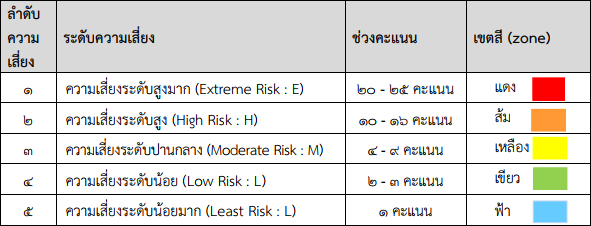 ลำดับความเสี่ยง ระดับความเสี่ยง ช่วงคะแนน เขตสี (zone)
๑ ความเสี่ยงระดับสูงมาก (Extreme Risk : E) ๒๐ - ๒๕ คะแนน แดง
๒ ความเสี่ยงระดับสูง (High Risk : H) ๑๐ - ๑๖ คะแนน ส้ม
๓ ความเสี่ยงระดับปานกลาง (Moderate Risk : M) ๔ - ๙ คะแนน เหลือง
๔ ความเสี่ยงระดับน้อย (Low Risk : L) ๒ - ๓ คะแนน เขียว
๕ ความเสี่ยงระดับน้อยมาก (Least Risk : L) ๑ คะแนน ฟ้า